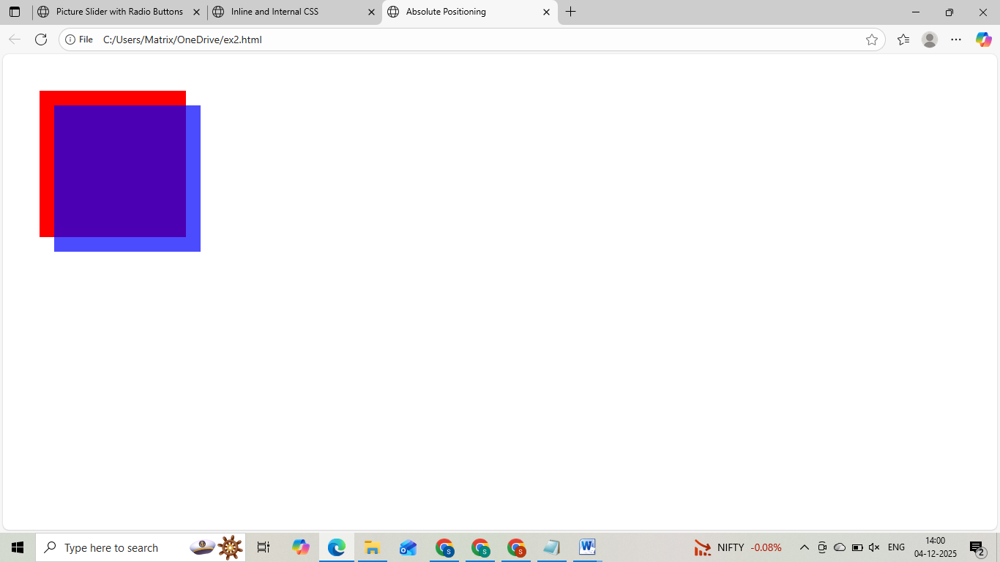 Picture Slider with Radio Buttons
Inline and Internal CSS
Absolute Positioning
File C:/Users/Matrix/OneDrive/ex2.html
Type here to search
NIFTY -0.08%
ENG
14:00
04-12-2025
2
S
S
S
W